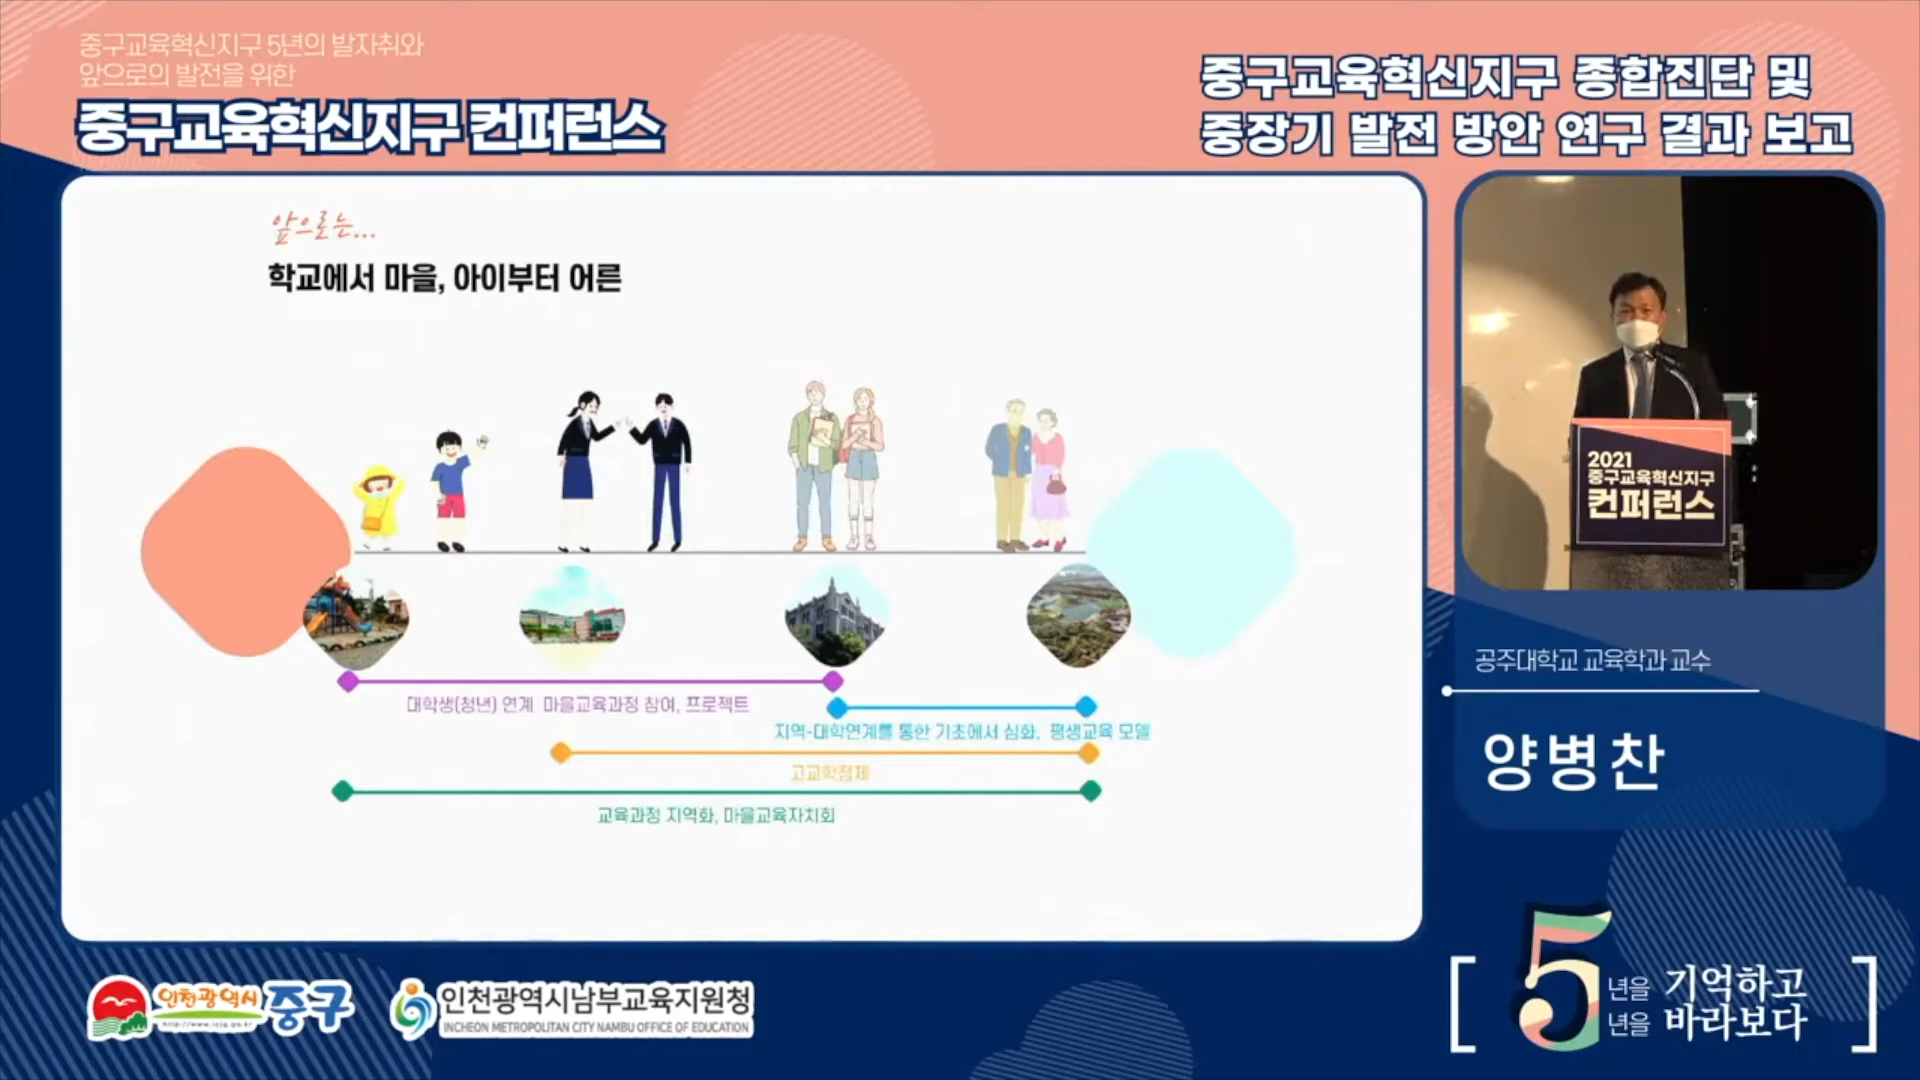 중구교육혁신지구 5년의 발자취와
앞으로의 발전을 위한
중구교육혁신지구 컨퍼런스
중구교육혁신지구 종합진단 및
중장기 발전 방안 연구 결과 보고
앞으로는...
학교에서 마을, 아이부터 어른
대학생(청년) 연계 마을교육과정 참여, 프로젝트
지역-대학연계를 통한 기초에서 심화, 평생교육 모델
고교학점제
교육과정 지역화, 마을교육자치회
2021
중구교육혁신지구
컨퍼런스
공주대학교 교육학과 교수
양병찬
인천광역시 중구
http://www.icjg.go.kr
인천광역시남부교육지원청
INCHEON METROPOLITAN CITY NAMBU OFFICE OF EDUCATION
5년을 기억하고
년을 바라보다